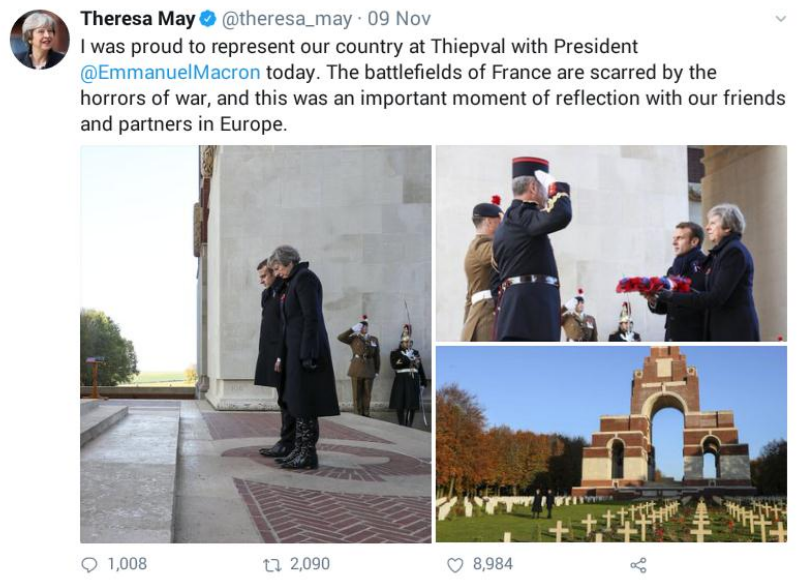 Theresa May @theresa_may · 09 Nov
I was proud to represent our country at Thiepval with President
@EmmanuelMacron today. The battlefields of France are scarred by the
horrors of war, and this was an important moment of reflection with our friends
and partners in Europe.
1,008 2,090 8,984